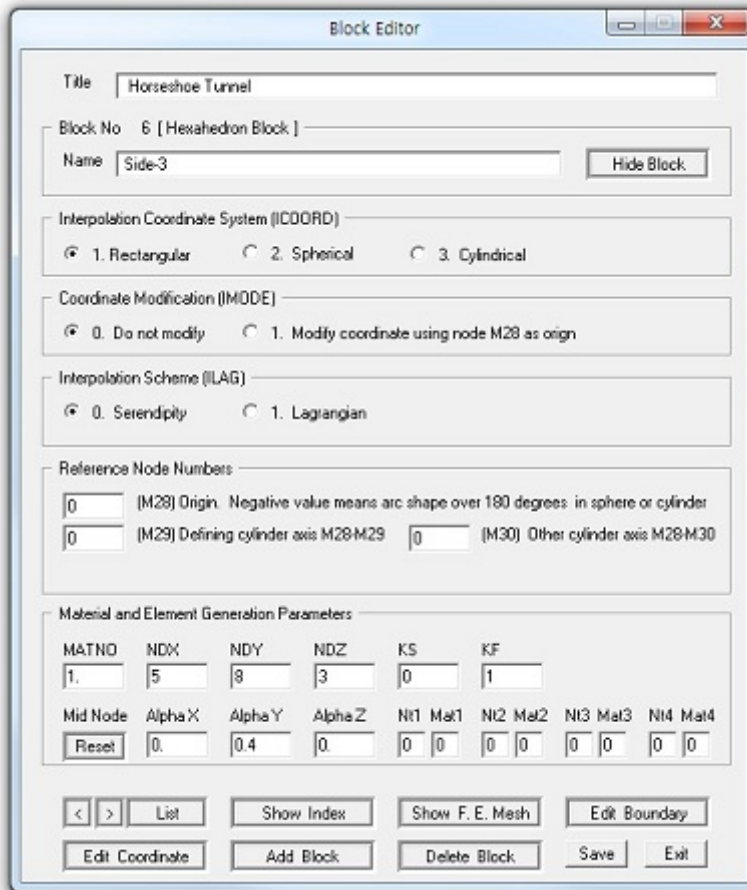 Block Editor
Title Horseshoe Tunnel
Block No 6 [ Hexahedron Block ]
Name Side-3 Hide Block
Interpolation Coordinate System (ICOORD)
1. Rectangular 2. Spherical 3. Cylindrical
Coordinate Modification (IMODE)
0. Do not modify 1. Modify coordinate using node M28 as orign
Interpolation Scheme (ILAG)
0. Serendipity 1. Lagrangian
Reference Node Numbers
0 (M28) Origin. Negative value means arc shape over 180 degrees in sphere or cylinder
0 (M29) Defining cylinder axis M28-M29 0 (M30) Other cylinder axis M28-M30
Material and Element Generation Parameters
MATNO NDX NDY NDZ KS KF
1. 5 8 3 0 1
Mid Node Alpha X Alpha Y Alpha Z Nt1 Mat1 Nt2 Mat2 Nt3 Mat3 Nt4 Mat4
Reset 0. 0.4 0. 0 0 0 0 0 0 0 0
< > List Show Index Show F. E. Mesh Edit Boundary
Edit Coordinate Add Block Delete Block Save Exit